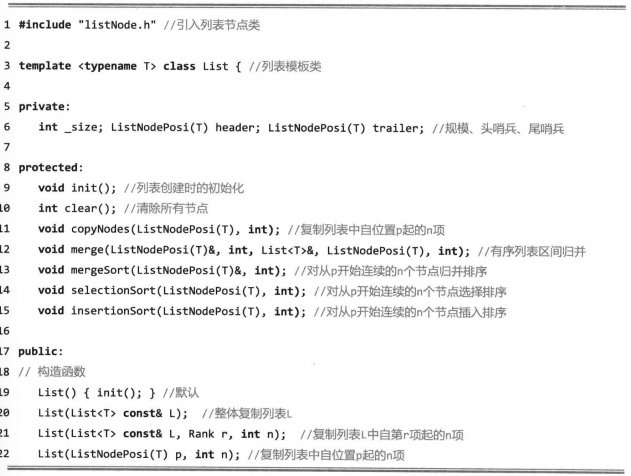 1 #include "listNode.h" //引入列表节点类
2
3 template <typename T> class List { //列表模板类
4
5 private:
6 int _size; ListNodePosi(T) header; ListNodePosi(T) trailer; //规模、头哨兵、尾哨兵
7
8 protected:
9 void init(); //列表创建时的初始化
10 int clear(); //清除所有节点
11 void copyNodes(ListNodePosi(T), int); //复制列表中自位置p起的n项
12 void merge(ListNodePosi(T)&, int, List<T>&, ListNodePosi(T), int); //有序列表区间归并
13 void mergeSort(ListNodePosi(T)&, int); //对从p开始连续的n个节点归并排序
14 void selectionSort(ListNodePosi(T), int); //对从p开始连续的n个节点选择排序
15 void insertionSort(ListNodePosi(T), int); //对从p开始连续的n个节点插入排序
16
17 public:
18 // 构造函数
19 List() { init(); } //默认
20 List(List<T> const& L); //整体复制列表L
21 List(List<T> const& L, Rank r, int n); //复制列表L中自第r项起的n项
22 List(ListNodePosi(T) p, int n); //复制列表中自位置p起的n项